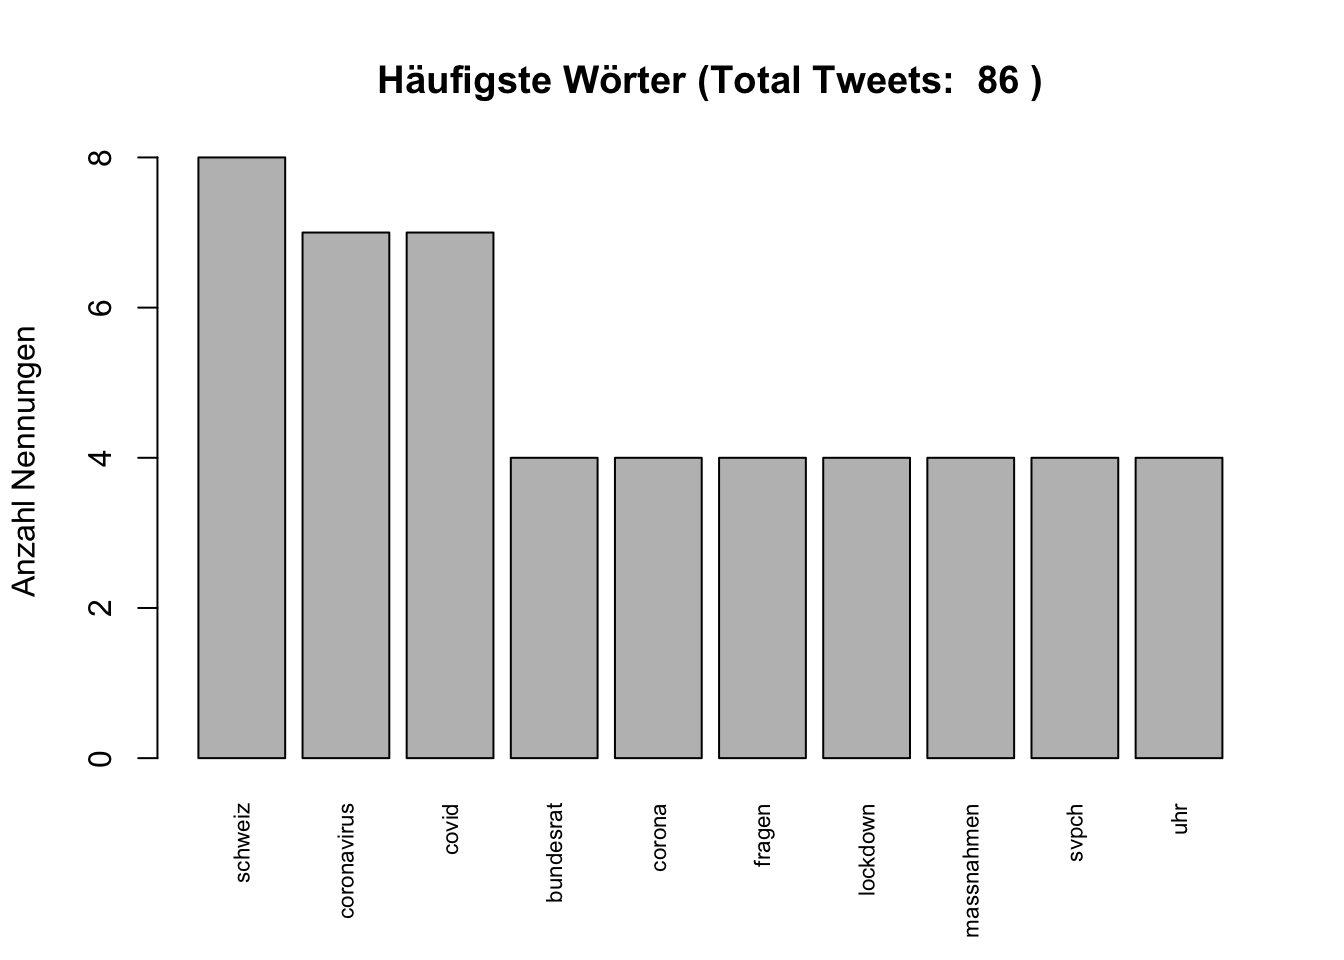 Häufigste Wörter (Total Tweets:  86 )
Anzahl Nennungen
8
6
4
2
0
schweiz
coronavirus
covid
bundesrat
corona
fragen
lockdown
massnahmen
svpch
uhr